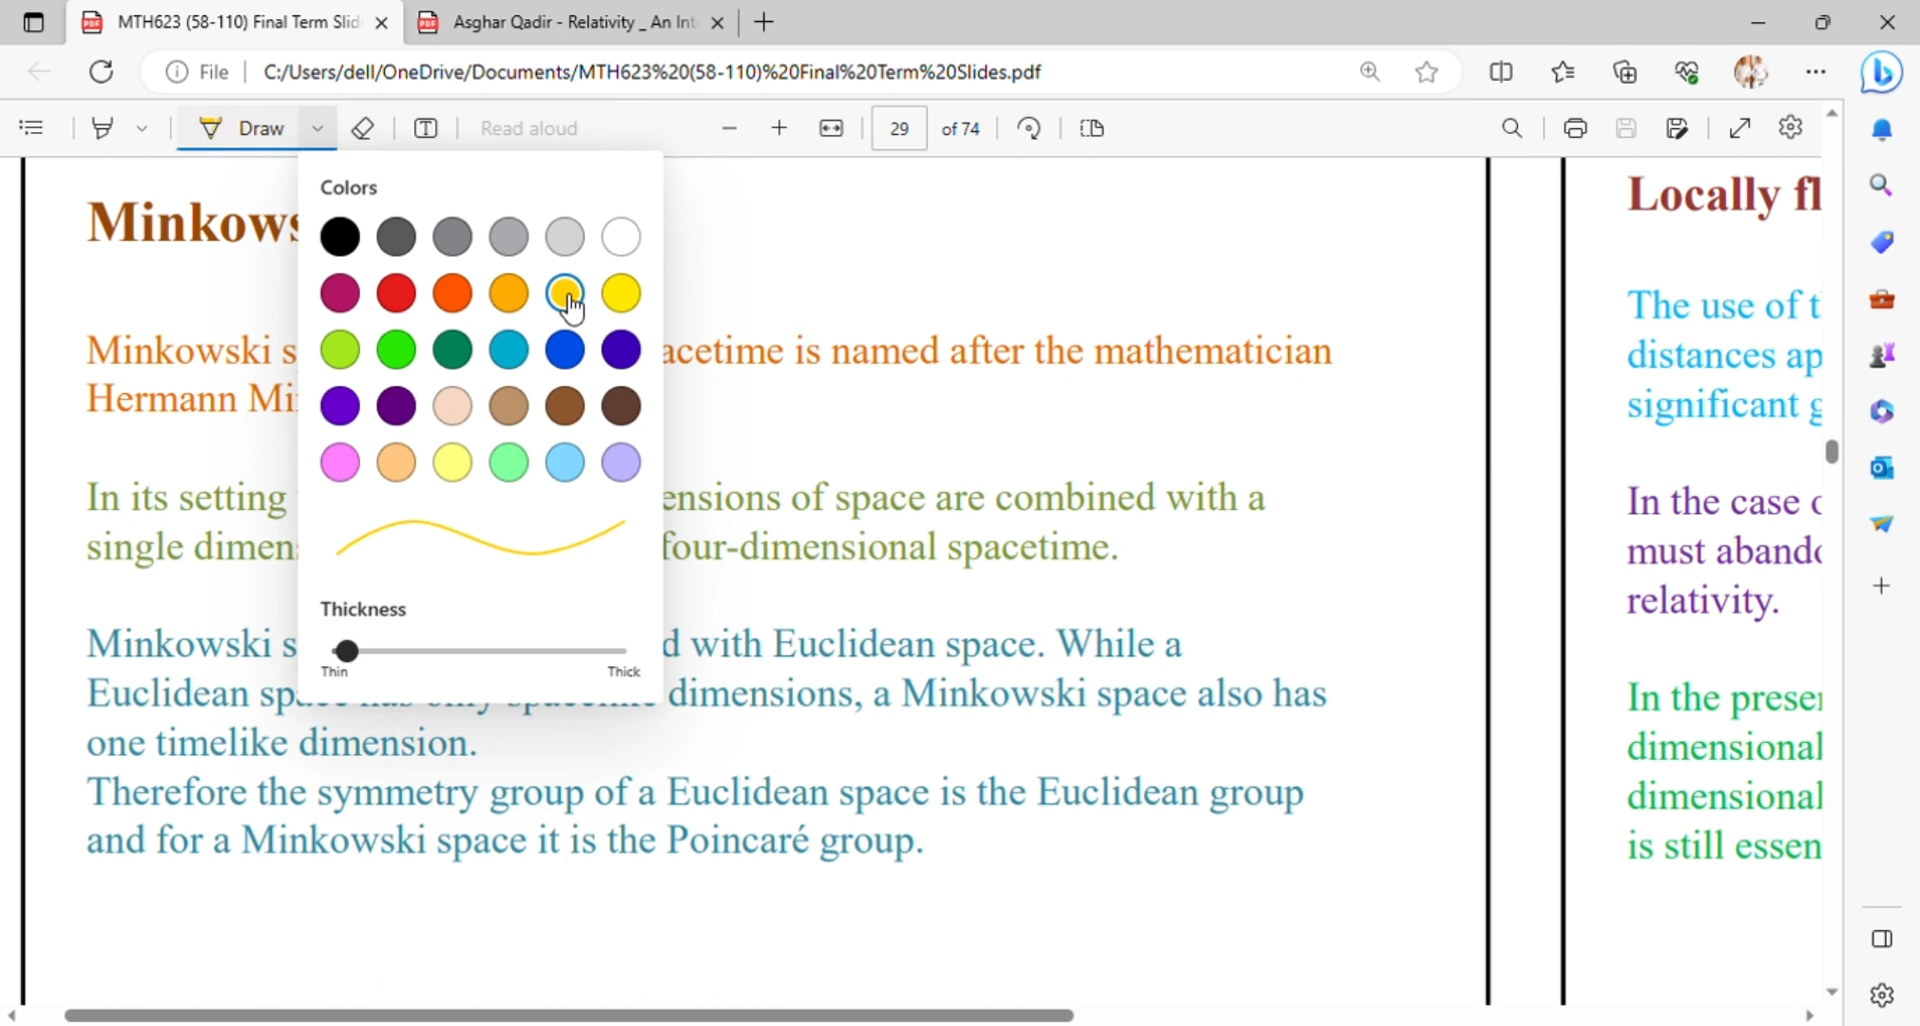 MTH623 (58-110) Final Term Slid
Asghar Qadir - Relativity _ An Int
File
C:/Users/dell/OneDrive/Documents/MTH623%20(58-110)%20Final%20Term%20Slides.pdf
Draw
Read aloud
29
of 74
Colors
Thickness
Thin
Thick
Minkows
Minkowski s acetime is named after the mathematician
Hermann Mi
In its setting ensions of space are combined with a
single dimen four-dimensional spacetime.
Minkowski s d with Euclidean space. While a
Euclidean sp dimensions, a Minkowski space also has
one timelike dimension.
Therefore the symmetry group of a Euclidean space is the Euclidean group
and for a Minkowski space it is the Poincaré group.
Locally fl
The use of t
distances ap
significant g
In the case o
must abando
relativity.
In the presen
dimensional
dimensional
is still essen